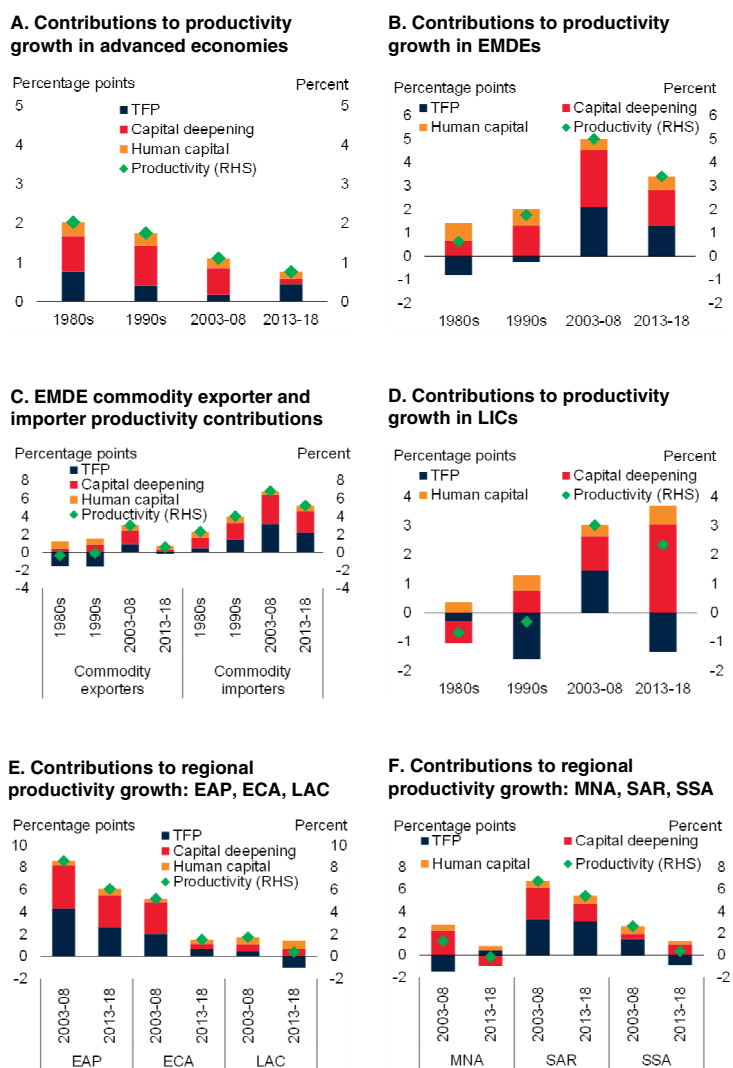 A. Contributions to productivity
growth in advanced economies
Percentage points
Percent
5
4
3
2
1
0
5
4
3
2
1
0
TFP
Capital deepening
Human capital
Productivity (RHS)
1980s
1990s
2003-08
2013-18
B. Contributions to productivity
growth in EMDEs
Percentage points
Percent
6
5
4
3
2
1
0
-1
-2
6
5
4
3
2
1
0
-1
-2
TFP
Capital deepening
Human capital
Productivity (RHS)
1980s
1990s
2003-08
2013-18
C. EMDE commodity exporter and
importer productivity contributions
Percentage points
Percent
8
6
4
2
0
-2
-4
8
6
4
2
0
-2
-4
TFP
Capital deepening
Human capital
Productivity (RHS)
1980s
1990s
2003-08
2013-18
1980s
1990s
2003-08
2013-18
Commodity
exporters
Commodity
importers
D. Contributions to productivity
growth in LICs
Percentage points
Percent
TFP
Capital deepening
Human capital
Productivity (RHS)
4
3
2
1
0
-1
-2
4
3
2
1
0
-1
-2
1980s
1990s
2003-08
2013-18
E. Contributions to regional
productivity growth: EAP, ECA, LAC
Percentage points
Percent
10
8
6
4
2
0
-2
10
8
6
4
2
0
-2
TFP
Capital deepening
Human capital
Productivity (RHS)
2003-08
2013-18
2003-08
2013-18
2003-08
2013-18
EAP
ECA
LAC
F. Contributions to regional
productivity growth: MNA, SAR, SSA
Percentage points
Percent
TFP
Capital deepening
Human capital
Productivity (RHS)
8
6
4
2
0
-2
8
6
4
2
0
-2
2003-08
2013-18
2003-08
2013-18
2003-08
2013-18
MNA
SAR
SSA